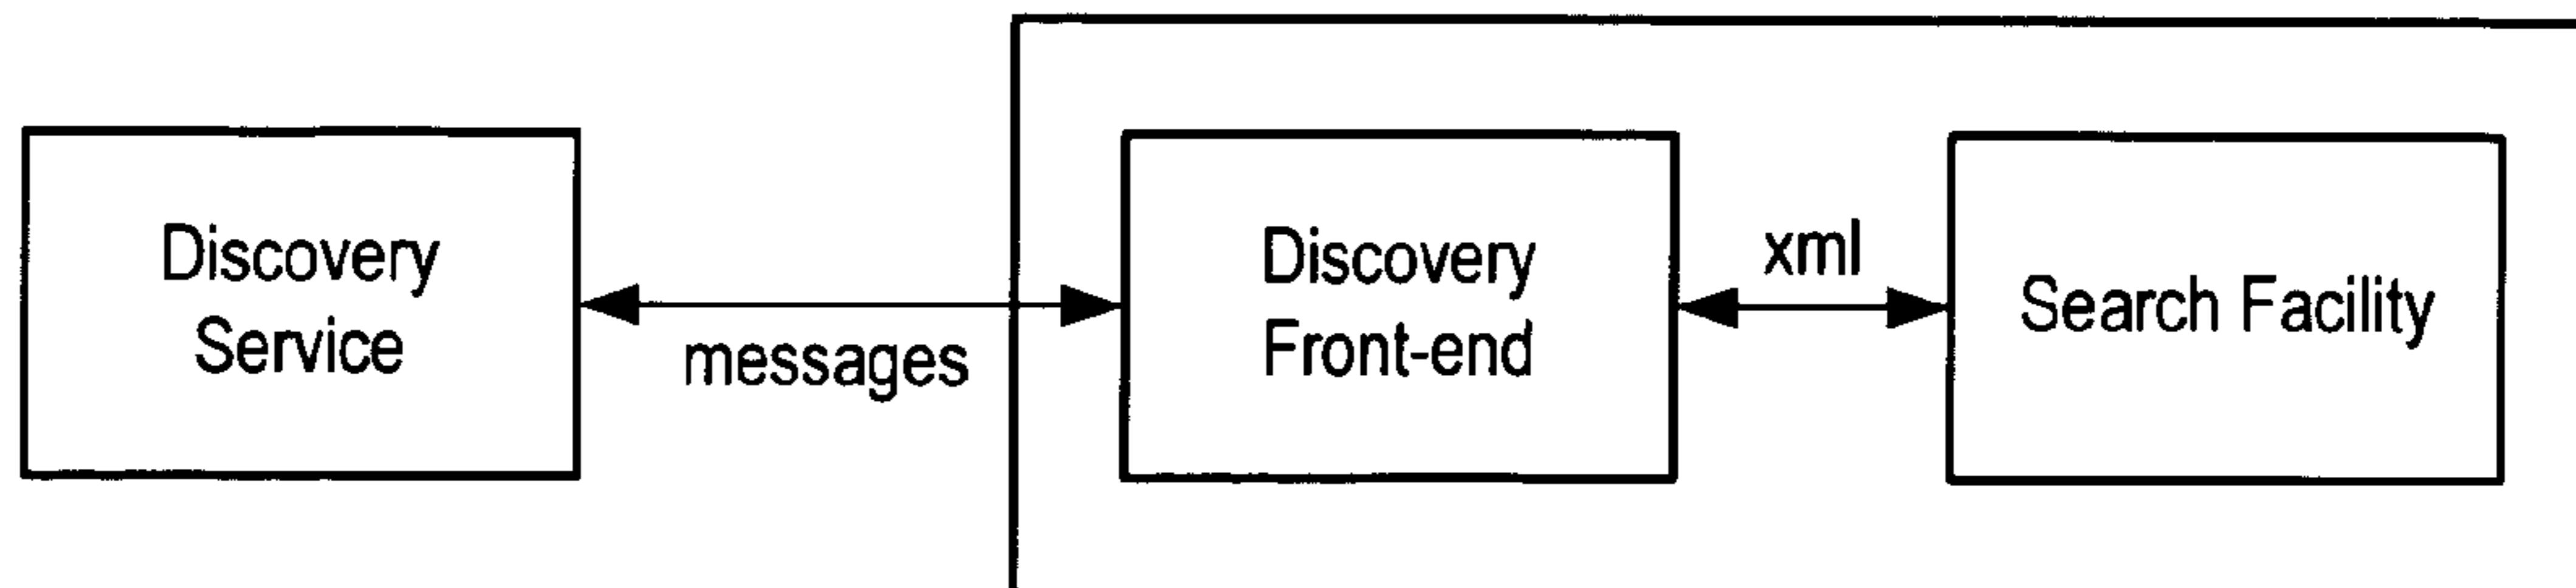 Discovery
Service
messages
Discovery
Front-end
xml
Search Facility